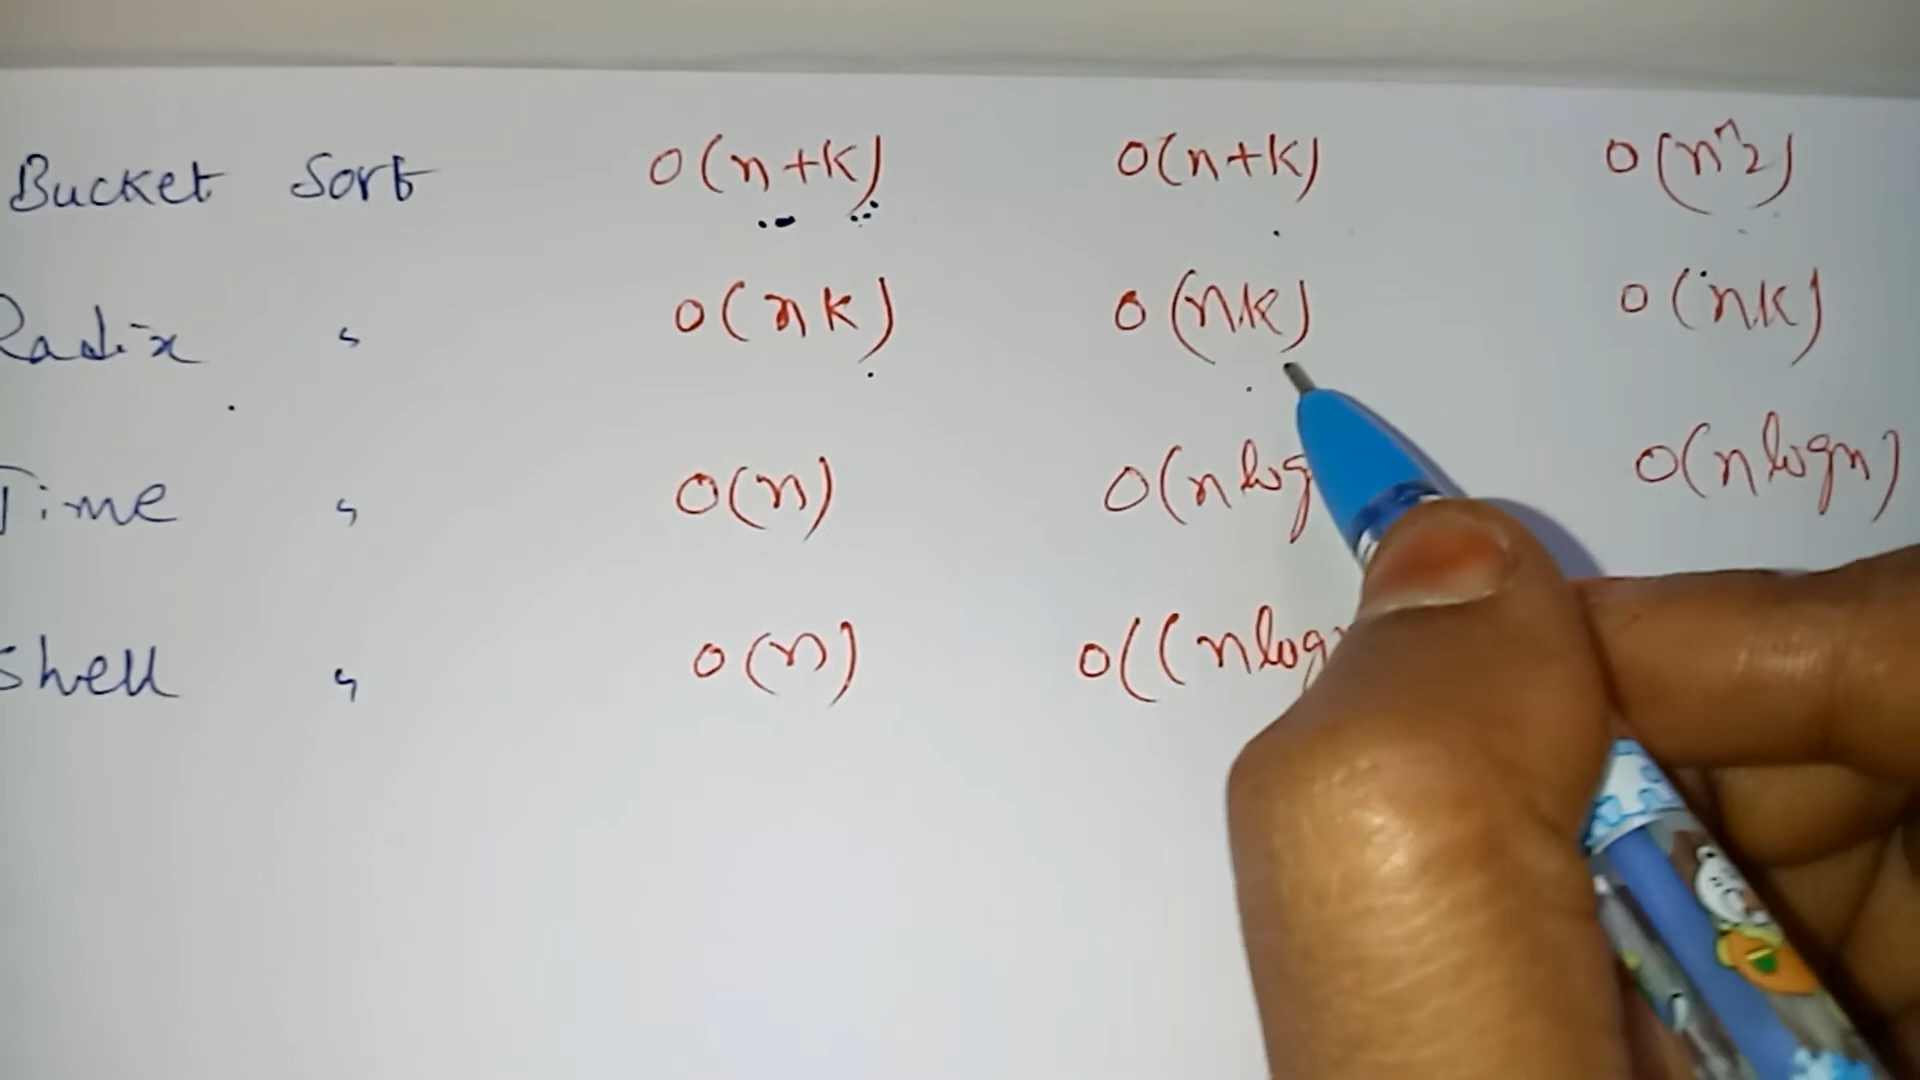 Bucket Sort O(n+k) O(n+k) O(n^2)
Radix " O(nk) O(nk) O(nk)
Time " O(n) O(nlog O(nlogn)
Shell " O(n) O((nlog